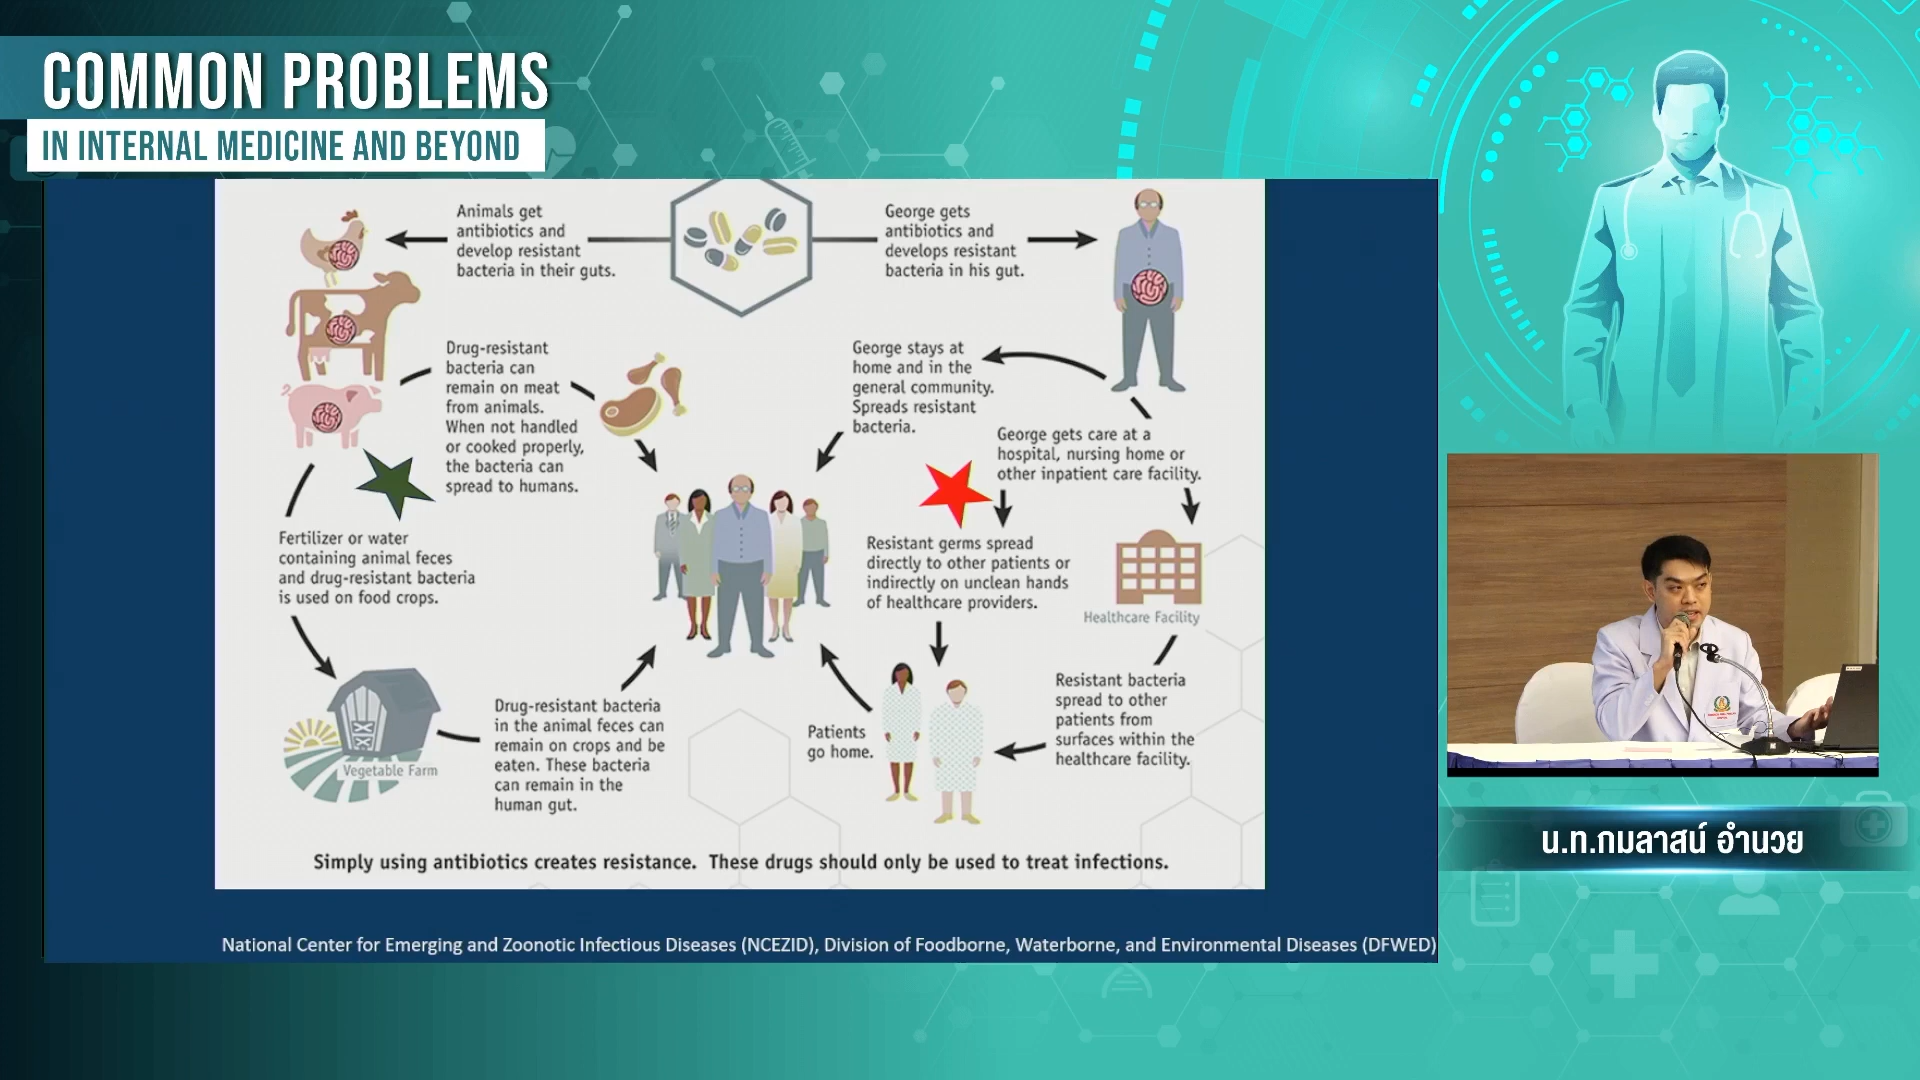 COMMON PROBLEMS
IN INTERNAL MEDICINE AND BEYOND
Animals get
antibiotics and
develop resistant
bacteria in their guts.
George gets
antibiotics and
develops resistant
bacteria in his gut.
Drug-resistant
bacteria can
remain on meat
from animals.
When not handled
or cooked properly,
the bacteria can
spread to humans.
George stays at
home and in the
general community.
Spreads resistant
bacteria.
George gets care at a
hospital, nursing home or
other inpatient care facility.
Fertilizer or water
containing animal feces
and drug-resistant bacteria
is used on food crops.
Resistant germs spread
directly to other patients or
indirectly on unclean hands
of healthcare providers.
Healthcare Facility
Vegetable Farm
Drug-resistant bacteria
in the animal feces can
remain on crops and be
eaten. These bacteria
can remain in the
human gut.
Patients
go home.
Resistant bacteria
spread to other
patients from
surfaces within the
healthcare facility.
Simply using antibiotics creates resistance. These drugs should only be used to treat infections.
National Center for Emerging and Zoonotic Infectious Diseases (NCEZID), Division of Foodborne, Waterborne, and Environmental Diseases (DFWED)
น.ท.กมลาสน์ อำนวย